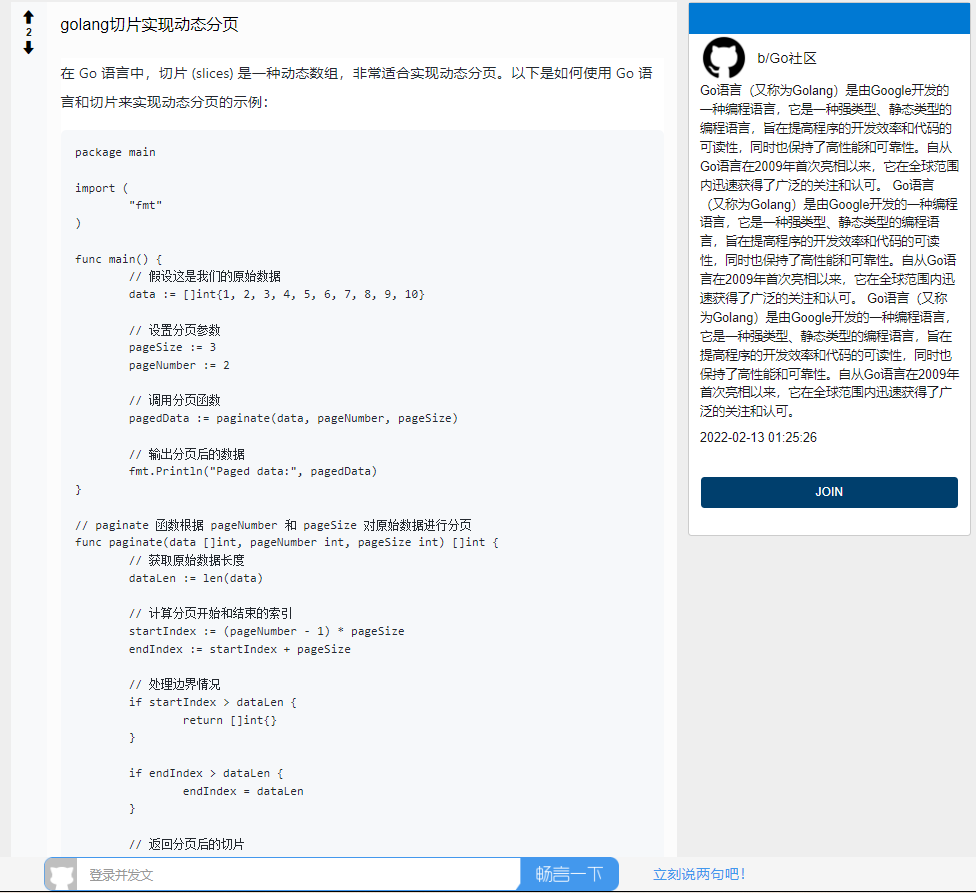 2
golang切片实现动态分页
在 Go 语言中，切片 (slices) 是一种动态数组，非常适合实现动态分页。以下是如何使用 Go 语
言和切片来实现动态分页的示例：
package main
import (
"fmt"
)
func main() {
// 假设这是我们的原始数据
data := []int{1, 2, 3, 4, 5, 6, 7, 8, 9, 10}
// 设置分页参数
pageSize := 3
pageNumber := 2
// 调用分页函数
pagedData := paginate(data, pageNumber, pageSize)
// 输出分页后的数据
fmt.Println("Paged data:", pagedData)
}
// paginate 函数根据 pageNumber 和 pageSize 对原始数据进行分页
func paginate(data []int, pageNumber int, pageSize int) []int {
// 获取原始数据长度
dataLen := len(data)
// 计算分页开始和结束的索引
startIndex := (pageNumber - 1) * pageSize
endIndex := startIndex + pageSize
// 处理边界情况
if startIndex > dataLen {
return []int{}
}
if endIndex > dataLen {
endIndex = dataLen
}
// 返回分页后的切片
b/Go社区
Go语言（又称为Golang）是由Google开发的
一种编程语言，它是一种强类型、静态类型的
编程语言，旨在提高程序的开发效率和代码的
可读性，同时也保持了高性能和可靠性。自从
Go语言在2009年首次亮相以来，它在全球范围
内迅速获得了广泛的关注和认可。 Go语言
（又称为Golang）是由Google开发的一种编程
语言，它是一种强类型、静态类型的编程语
言，旨在提高程序的开发效率和代码的可读
性，同时也保持了高性能和可靠性。自从Go语
言在2009年首次亮相以来，它在全球范围内迅
速获得了广泛的关注和认可。 Go语言（又称
为Golang）是由Google开发的一种编程语言，
它是一种强类型、静态类型的编程语言，旨在
提高程序的开发效率和代码的可读性，同时也
保持了高性能和可靠性。自从Go语言在2009年
首次亮相以来，它在全球范围内迅速获得了广
泛的关注和认可。
2022-02-13 01:25:26
JOIN
登录并发文
畅言一下
立刻说两句吧！